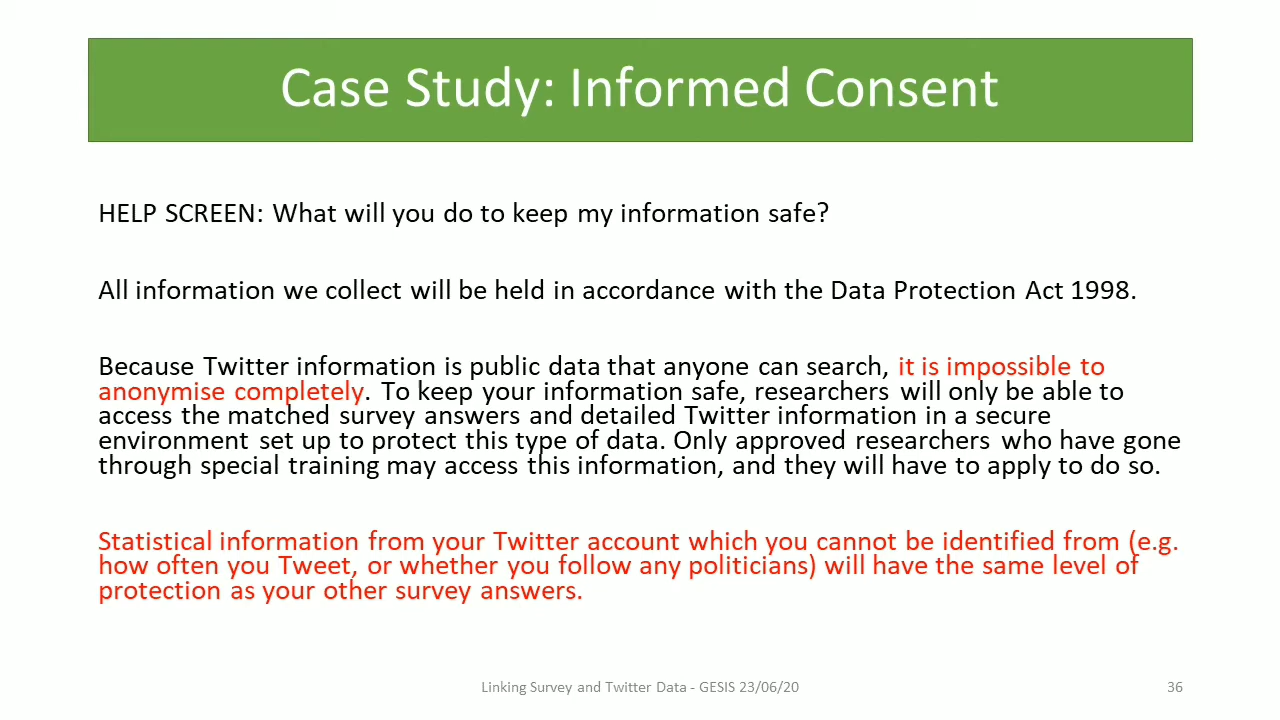 Case Study: Informed Consent
HELP SCREEN: What will you do to keep my information safe?
All information we collect will be held in accordance with the Data Protection Act 1998.
Because Twitter information is public data that anyone can search, it is impossible to
anonymise completely. To keep your information safe, researchers will only be able to
access the matched survey answers and detailed Twitter information in a secure
environment set up to protect this type of data. Only approved researchers who have gone
through special training may access this information, and they will have to apply to do so.
Statistical information from your Twitter account which you cannot be identified from (e.g.
how often you Tweet, or whether you follow any politicians) will have the same level of
protection as your other survey answers.
Linking Survey and Twitter Data - GESIS 23/06/20
36